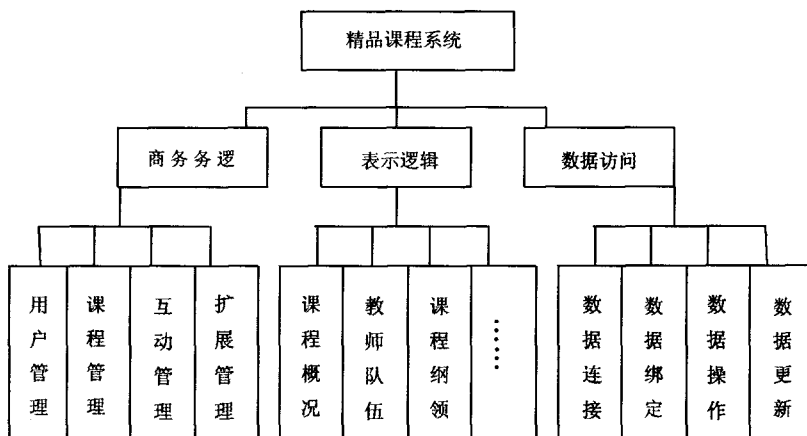 精品课程系统
商务务逻
表示逻辑
数据访问
用户管理
课程管理
互动管理
扩展管理
课程概况
教师队伍
课程纲领
……
数据连接
数据绑定
数据操作
数据更新